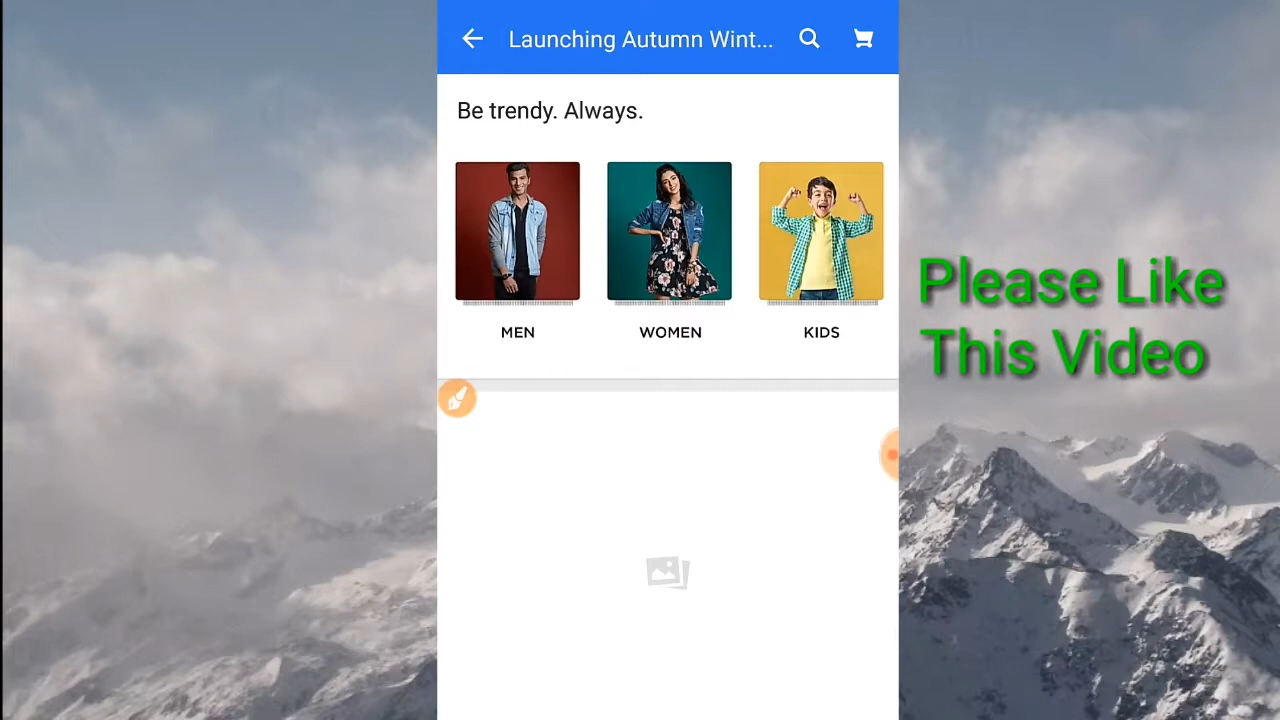 Launching Autumn Wint...
Be trendy. Always.
MEN
WOMEN
KIDS
Please Like
This Video